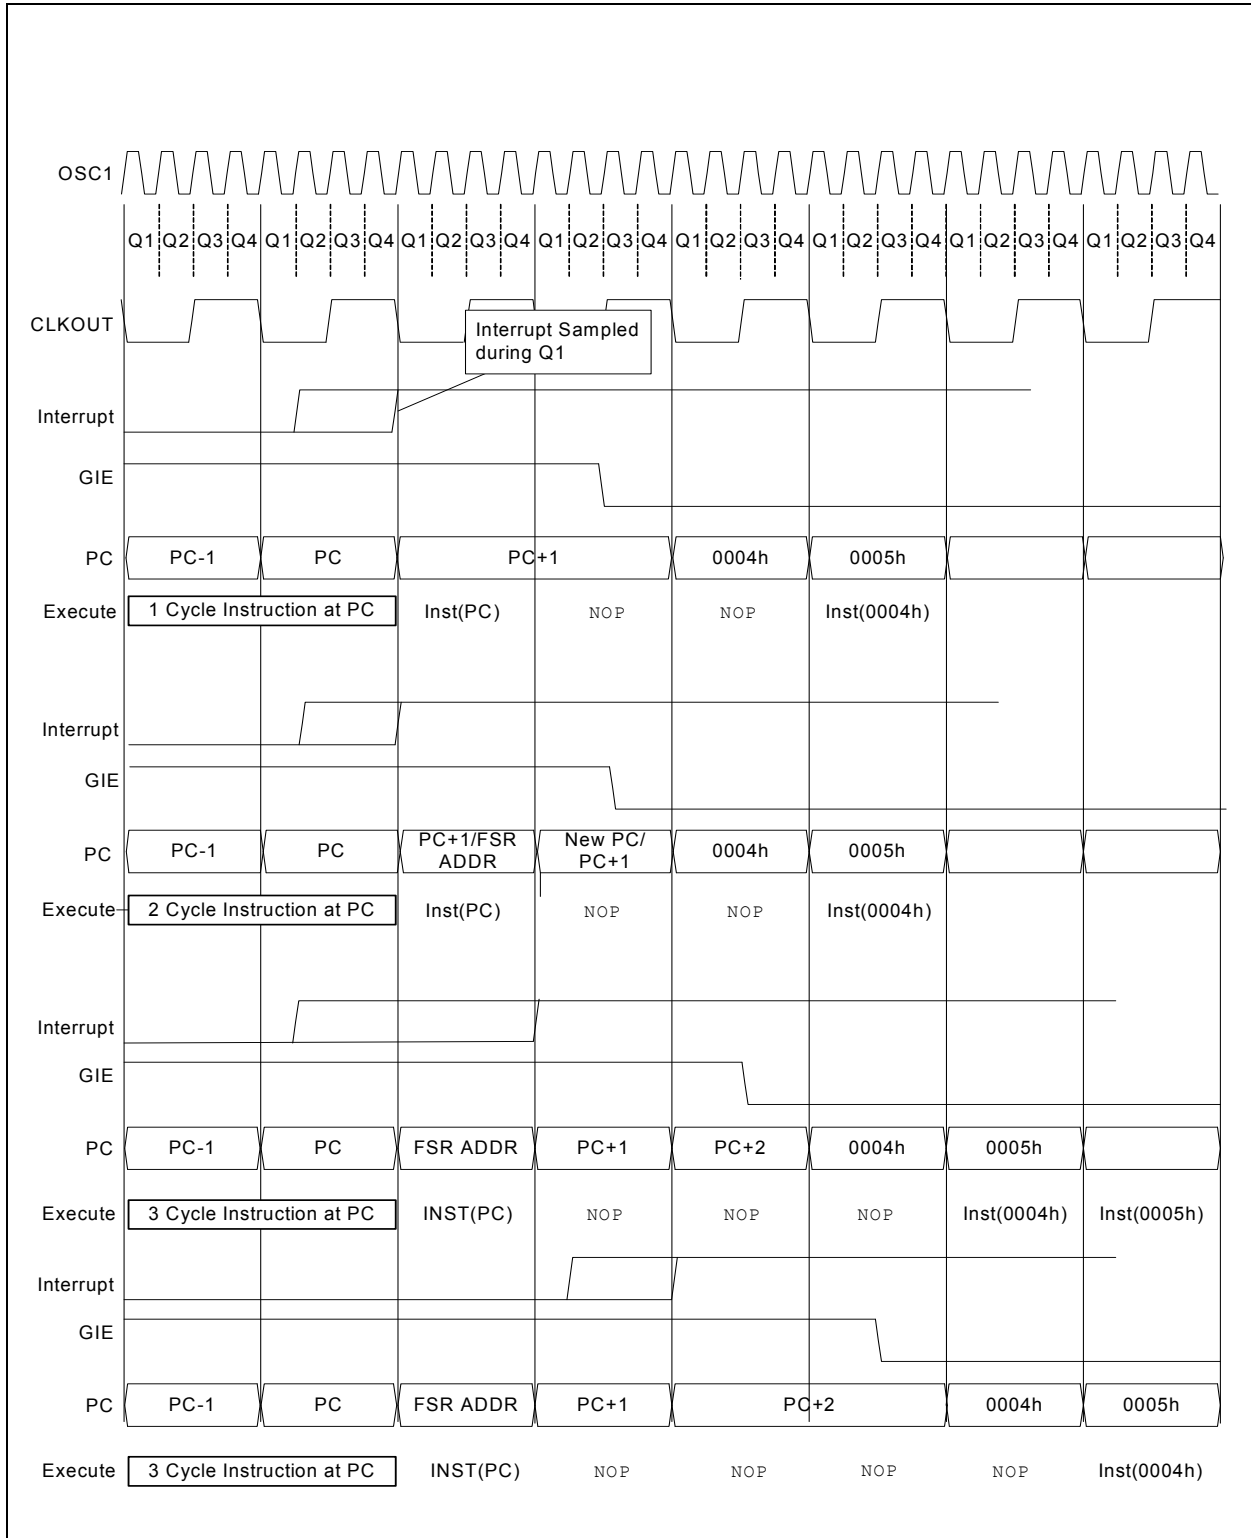 OSC1
Q1 Q2 Q3 Q4 Q1 Q2 Q3 Q4 Q1 Q2 Q3 Q4 Q1 Q2 Q3 Q4 Q1 Q2 Q3 Q4 Q1 Q2 Q3 Q4 Q1 Q2 Q3 Q4 Q1 Q2 Q3 Q4
CLKOUT
Interrupt Sampled
during Q1
Interrupt
GIE
PC PC-1 PC PC+1 0004h 0005h
Execute 1 Cycle Instruction at PC Inst(PC) NOP NOP Inst(0004h)
Interrupt
GIE
PC PC-1 PC PC+1/FSR ADDR New PC/ PC+1 0004h 0005h
Execute 2 Cycle Instruction at PC Inst(PC) NOP NOP Inst(0004h)
Interrupt
GIE
PC PC-1 PC FSR ADDR PC+1 PC+2 0004h 0005h
Execute 3 Cycle Instruction at PC INST(PC) NOP NOP NOP Inst(0004h) Inst(0005h)
Interrupt
GIE
PC PC-1 PC FSR ADDR PC+1 PC+2 0004h 0005h
Execute 3 Cycle Instruction at PC INST(PC) NOP NOP NOP NOP Inst(0004h)